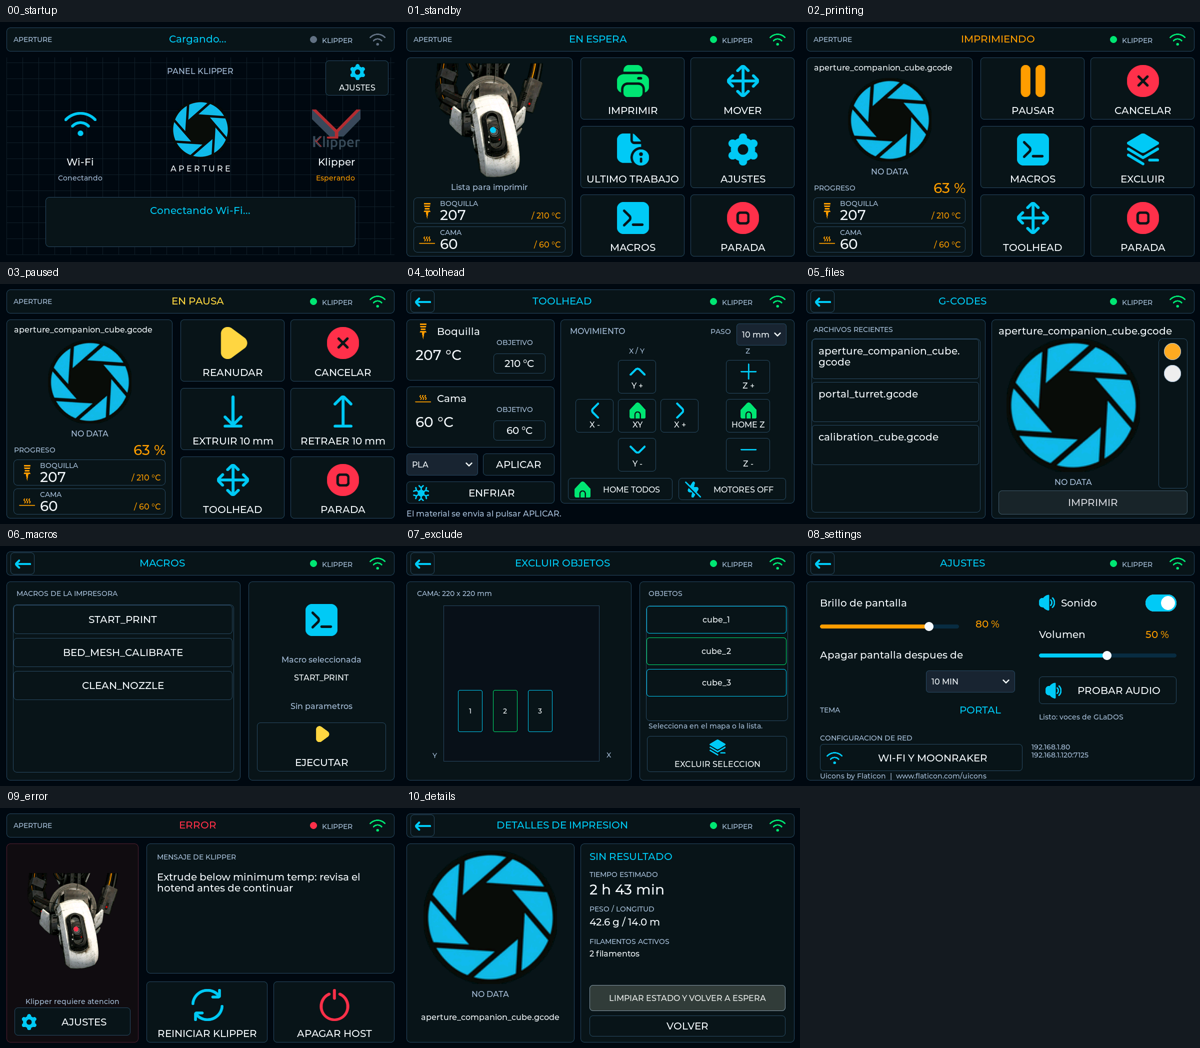 00_startup
APERTURE
Cargando...
KLIPPER
PANEL KLIPPER
AJUSTES
Klipper
APERTURE
Wi-Fi
Conectando
Klipper
Esperando
Conectando Wi-Fi...
01_standby
APERTURE
EN ESPERA
KLIPPER
Lista para imprimir
BOQUILLA
207
/ 210 °C
CAMA
60
/ 60 °C
IMPRIMIR
MOVER
ULTIMO TRABAJO
AJUSTES
MACROS
PARADA
02_printing
APERTURE
IMPRIMIENDO
KLIPPER
aperture_companion_cube.gcode
NO DATA
PROGRESO
63 %
BOQUILLA
207
/ 210 °C
CAMA
60
/ 60 °C
PAUSAR
CANCELAR
MACROS
EXCLUIR
TOOLHEAD
PARADA
03_paused
APERTURE
EN PAUSA
KLIPPER
aperture_companion_cube.gcode
NO DATA
PROGRESO
63 %
BOQUILLA
207
/ 210 °C
CAMA
60
/ 60 °C
REANUDAR
CANCELAR
EXTRUIR 10 mm
RETRAER 10 mm
TOOLHEAD
PARADA
04_toolhead
TOOLHEAD
KLIPPER
Boquilla
207 °C
OBJETIVO
210 °C
Cama
60 °C
OBJETIVO
60 °C
PLA
APLICAR
ENFRIAR
El material se envia al pulsar APLICAR.
MOVIMIENTO
PASO
10 mm
X / Y
Z
Y +
Z +
X -
XY
X +
HOME Z
Y -
Z -
HOME TODOS
MOTORES OFF
05_files
G-CODES
KLIPPER
ARCHIVOS RECIENTES
aperture_companion_cube.
gcode
portal_turret.gcode
calibration_cube.gcode
aperture_companion_cube.gcode
NO DATA
IMPRIMIR
06_macros
MACROS
KLIPPER
MACROS DE LA IMPRESORA
START_PRINT
BED_MESH_CALIBRATE
CLEAN_NOZZLE
Macro seleccionada
START_PRINT
Sin parametros
EJECUTAR
07_exclude
EXCLUIR OBJETOS
KLIPPER
CAMA: 220 x 220 mm
1
2
3
Y
X
OBJETOS
cube_1
cube_2
cube_3
Selecciona en el mapa o la lista.
EXCLUIR SELECCION
08_settings
AJUSTES
KLIPPER
Brillo de pantalla
80 %
Apagar pantalla despues de
10 MIN
TEMA
PORTAL
CONFIGURACION DE RED
WI-FI Y MOONRAKER
Uicons by Flaticon | www.flaticon.com/uicons
Sonido
Volumen
50 %
PROBAR AUDIO
Listo: voces de GLaDOS
192.168.1.80
192.168.1.120:7125
09_error
APERTURE
ERROR
KLIPPER
Klipper requiere atencion
AJUSTES
MENSAJE DE KLIPPER
Extrude below minimum temp: revisa el
hotend antes de continuar
REINICIAR KLIPPER
APAGAR HOST
10_details
DETALLES DE IMPRESION
KLIPPER
NO DATA
aperture_companion_cube.gcode
SIN RESULTADO
TIEMPO ESTIMADO
2 h 43 min
PESO / LONGITUD
42.6 g / 14.0 m
FILAMENTOS ACTIVOS
2 filamentos
LIMPIAR ESTADO Y VOLVER A ESPERA
VOLVER